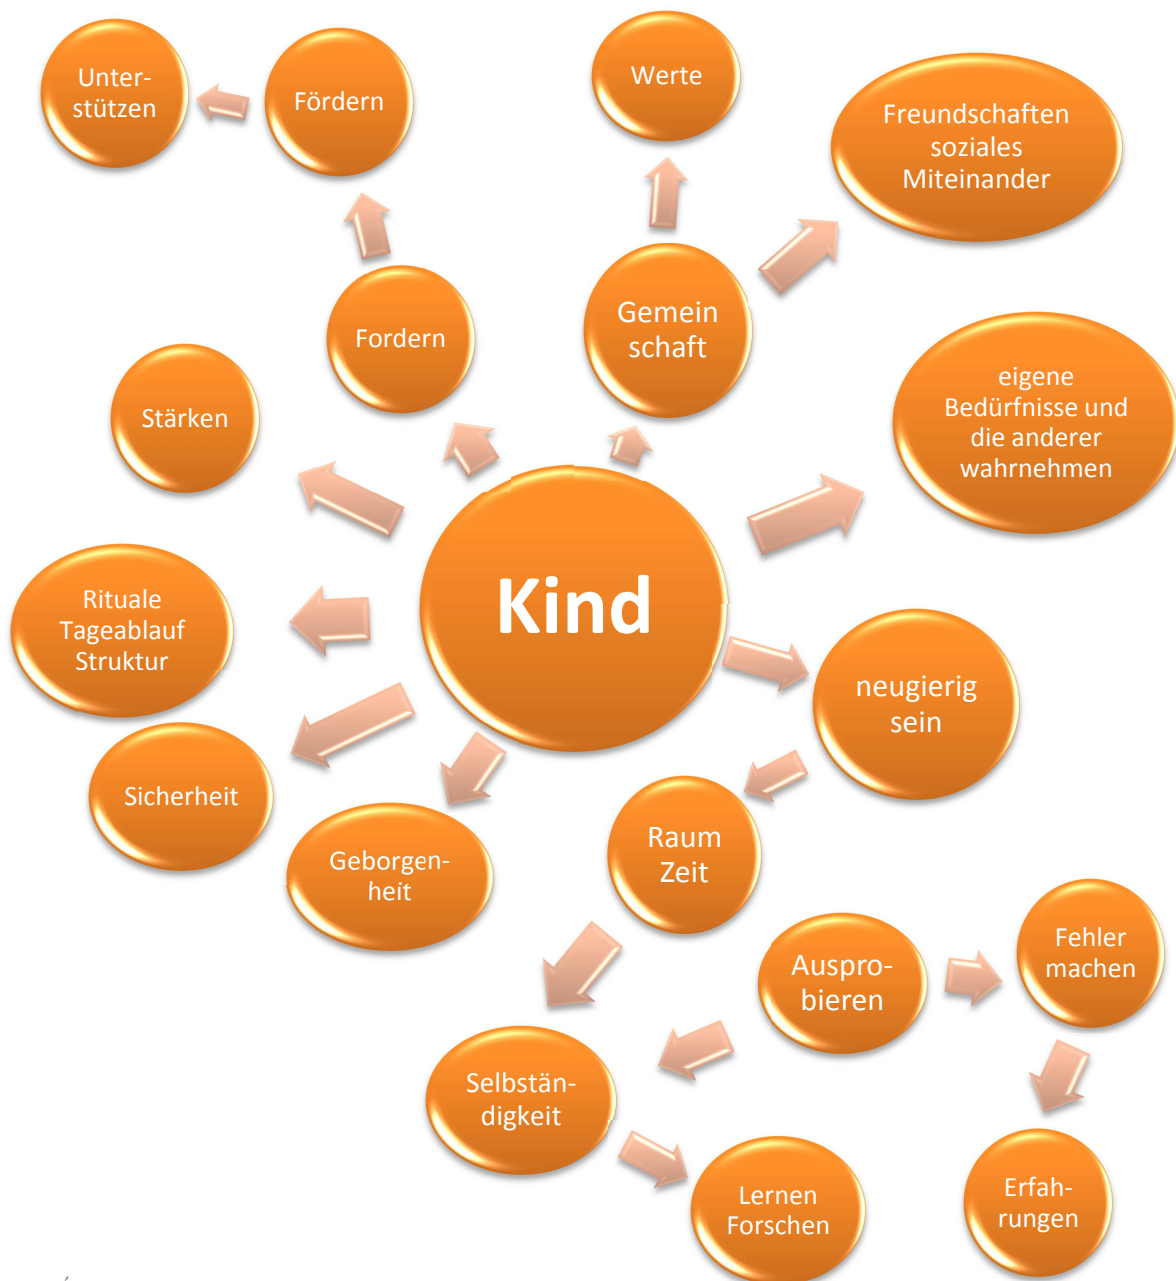 Unter-
stützen
Fördern
Werte
Freundschaften
soziales
Miteinander
Fordern
Gemein
schaft
Stärken
eigene
Bedürfnisse und
die anderer
wahrnehmen
Kind
Rituale
Tageablauf
Struktur
neugierig
sein
Sicherheit
Geborgen-
heit
Raum
Zeit
Auspro-
bieren
Fehler
machen
Selbstän-
digkeit
Lernen
Forschen
Erfah-
rungen